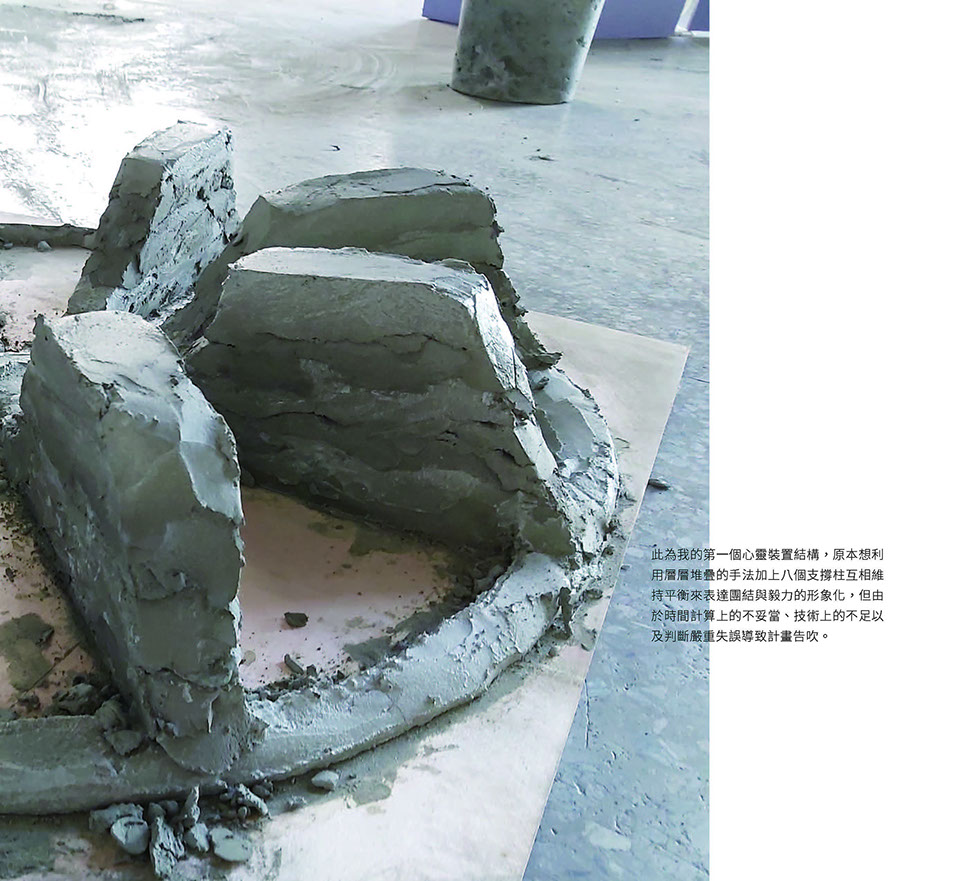 此為我的第一個心靈裝置結構，原本想利
用層層堆疊的手法加上八個支撐柱互相維
持平衡來表達團結與毅力的形象化，但由
於時間計算上的不妥當、技術上的不足以
及判斷嚴重失誤導致計畫告吹。